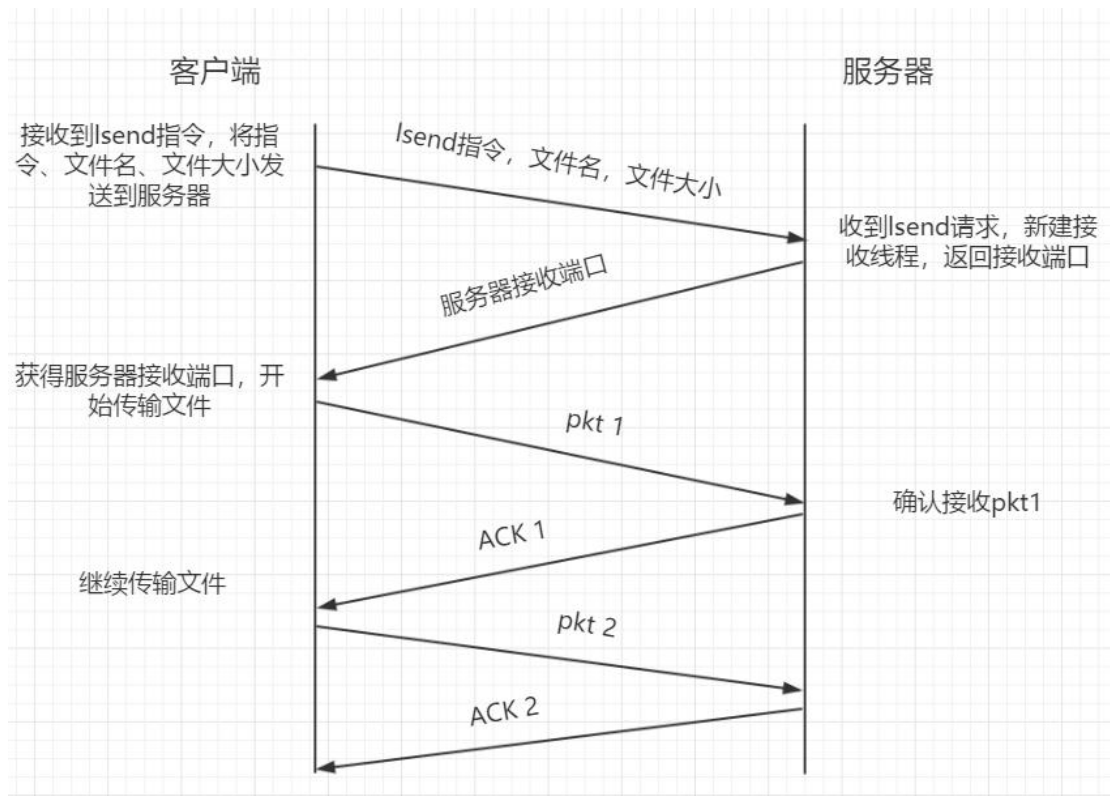 客户端
服务器
接收到lsend指令，将指
令、文件名、文件大小发
送到服务器
lsend指令，文件名，文件大小
收到lsend请求，新建接
收线程，返回接收端口
服务器接收端口
获得服务器接收端口，开
始传输文件
pkt 1
确认接收pkt1
ACK 1
继续传输文件
pkt 2
ACK 2